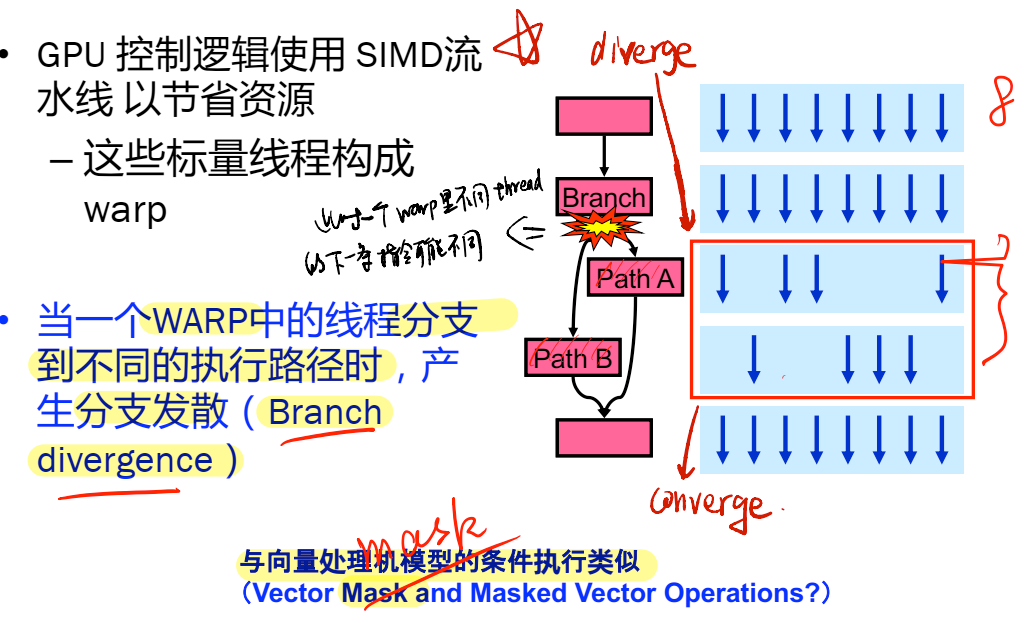 • GPU 控制逻辑使用 SIMD流
水线 以节省资源
– 这些标量线程构成
warp
• 当一个WARP中的线程分支
到不同的执行路径时，产
生分支发散（Branch
divergence）
diverge
8
Branch
一个warp里不同thread
的下一条指令可能不同
Path A
Path B
converge.
mask
与向量处理机模型的条件执行类似
（Vector Mask and Masked Vector Operations?）